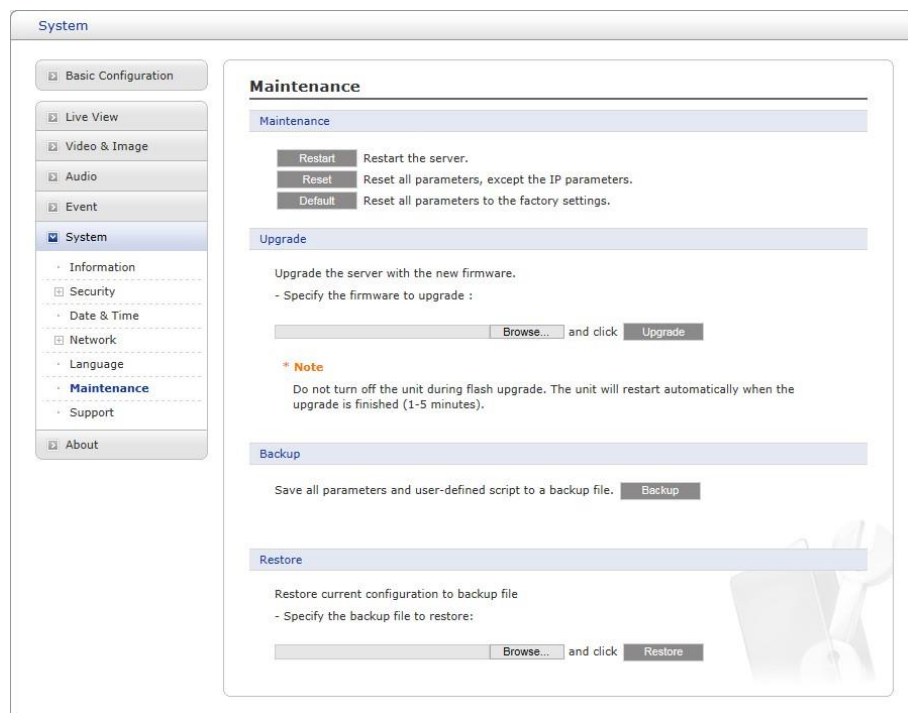 System
Basic Configuration
Live View
Video & Image
Audio
Event
System
Information
Security
Date & Time
Network
Language
Maintenance
Support
About
Maintenance
Maintenance
Restart Restart the server.
Reset Reset all parameters, except the IP parameters.
Default Reset all parameters to the factory settings.
Upgrade
Upgrade the server with the new firmware.
- Specify the firmware to upgrade :
Browse... and click Upgrade
* Note
Do not turn off the unit during flash upgrade. The unit will restart automatically when the
upgrade is finished (1-5 minutes).
Backup
Save all parameters and user-defined script to a backup file. Backup
Restore
Restore current configuration to backup file
- Specify the backup file to restore:
Browse... and click Restore